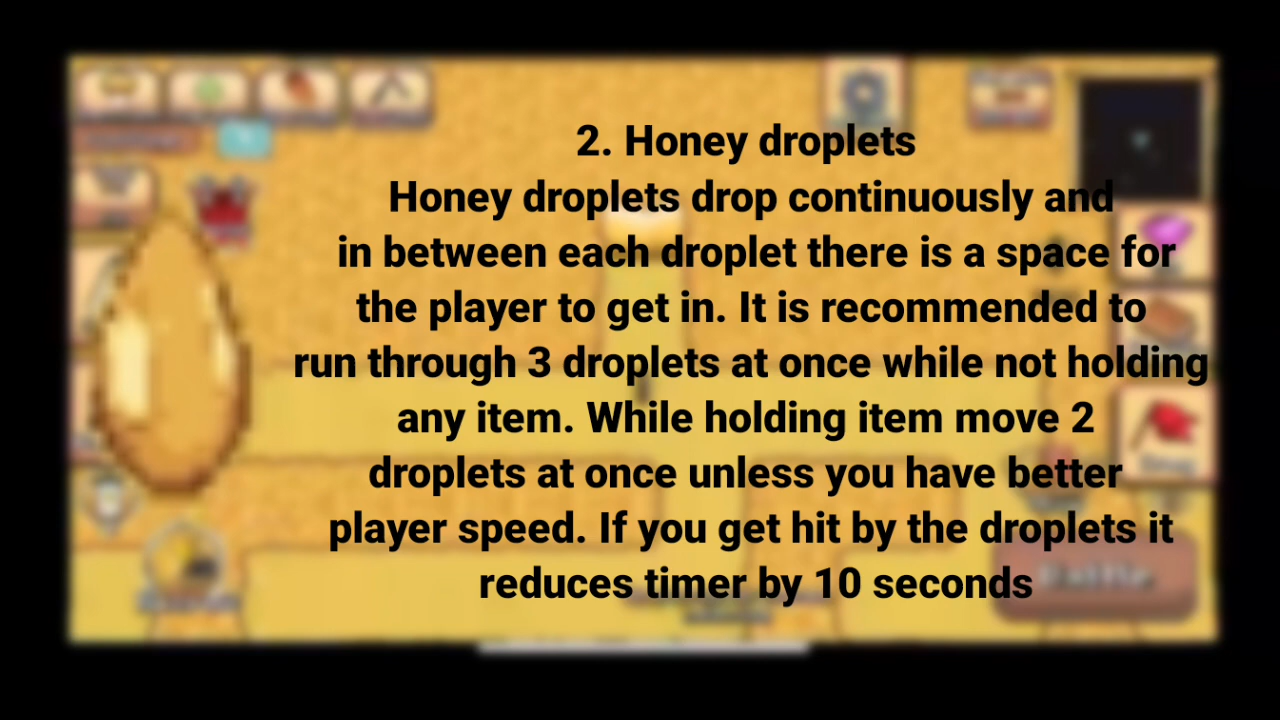 2. Honey droplets
Honey droplets drop continuously and
in between each droplet there is a space for
the player to get in. It is recommended to
run through 3 droplets at once while not holding
any item. While holding item move 2
droplets at once unless you have better
player speed. If you get hit by the droplets it
reduces timer by 10 seconds